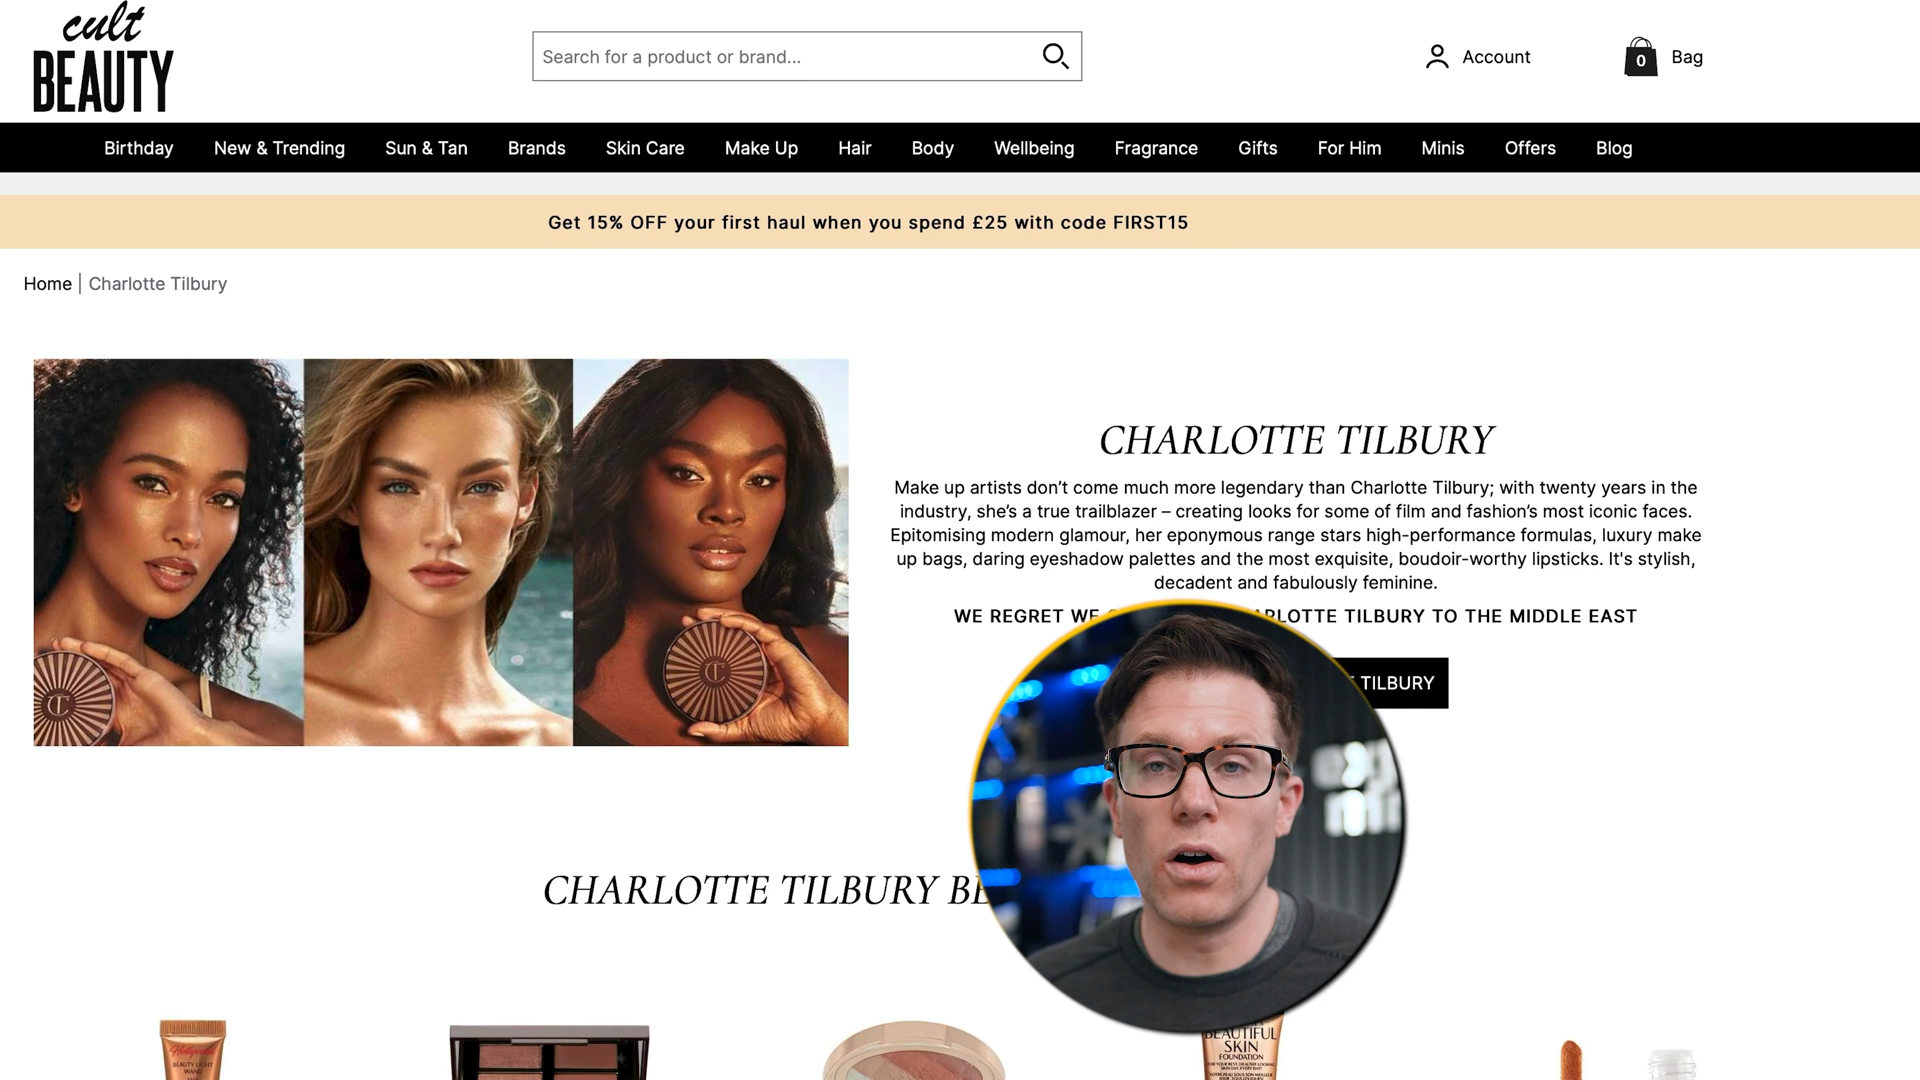 cult
BEAUTY
Search for a product or brand...
Account
0
Bag
Birthday
New & Trending
Sun & Tan
Brands
Skin Care
Make Up
Hair
Body
Wellbeing
Fragrance
Gifts
For Him
Minis
Offers
Blog
Get 15% OFF your first haul when you spend £25 with code FIRST15
Home | Charlotte Tilbury
CHARLOTTE TILBURY
Make up artists don’t come much more legendary than Charlotte Tilbury; with twenty years in the
industry, she’s a true trailblazer – creating looks for some of film and fashion’s most iconic faces.
Epitomising modern glamour, her eponymous range stars high-performance formulas, luxury make
up bags, daring eyeshadow palettes and the most exquisite, boudoir-worthy lipsticks. It's stylish,
decadent and fabulously feminine.
WE REGRET WE TILBURY TO THE MIDDLE EAST
TILBURY
CHARLOTTE TILBURY
Hollywood
BEAUTY LIGHT
WAND
BEAUTIFUL
SKIN
FOUNDATION